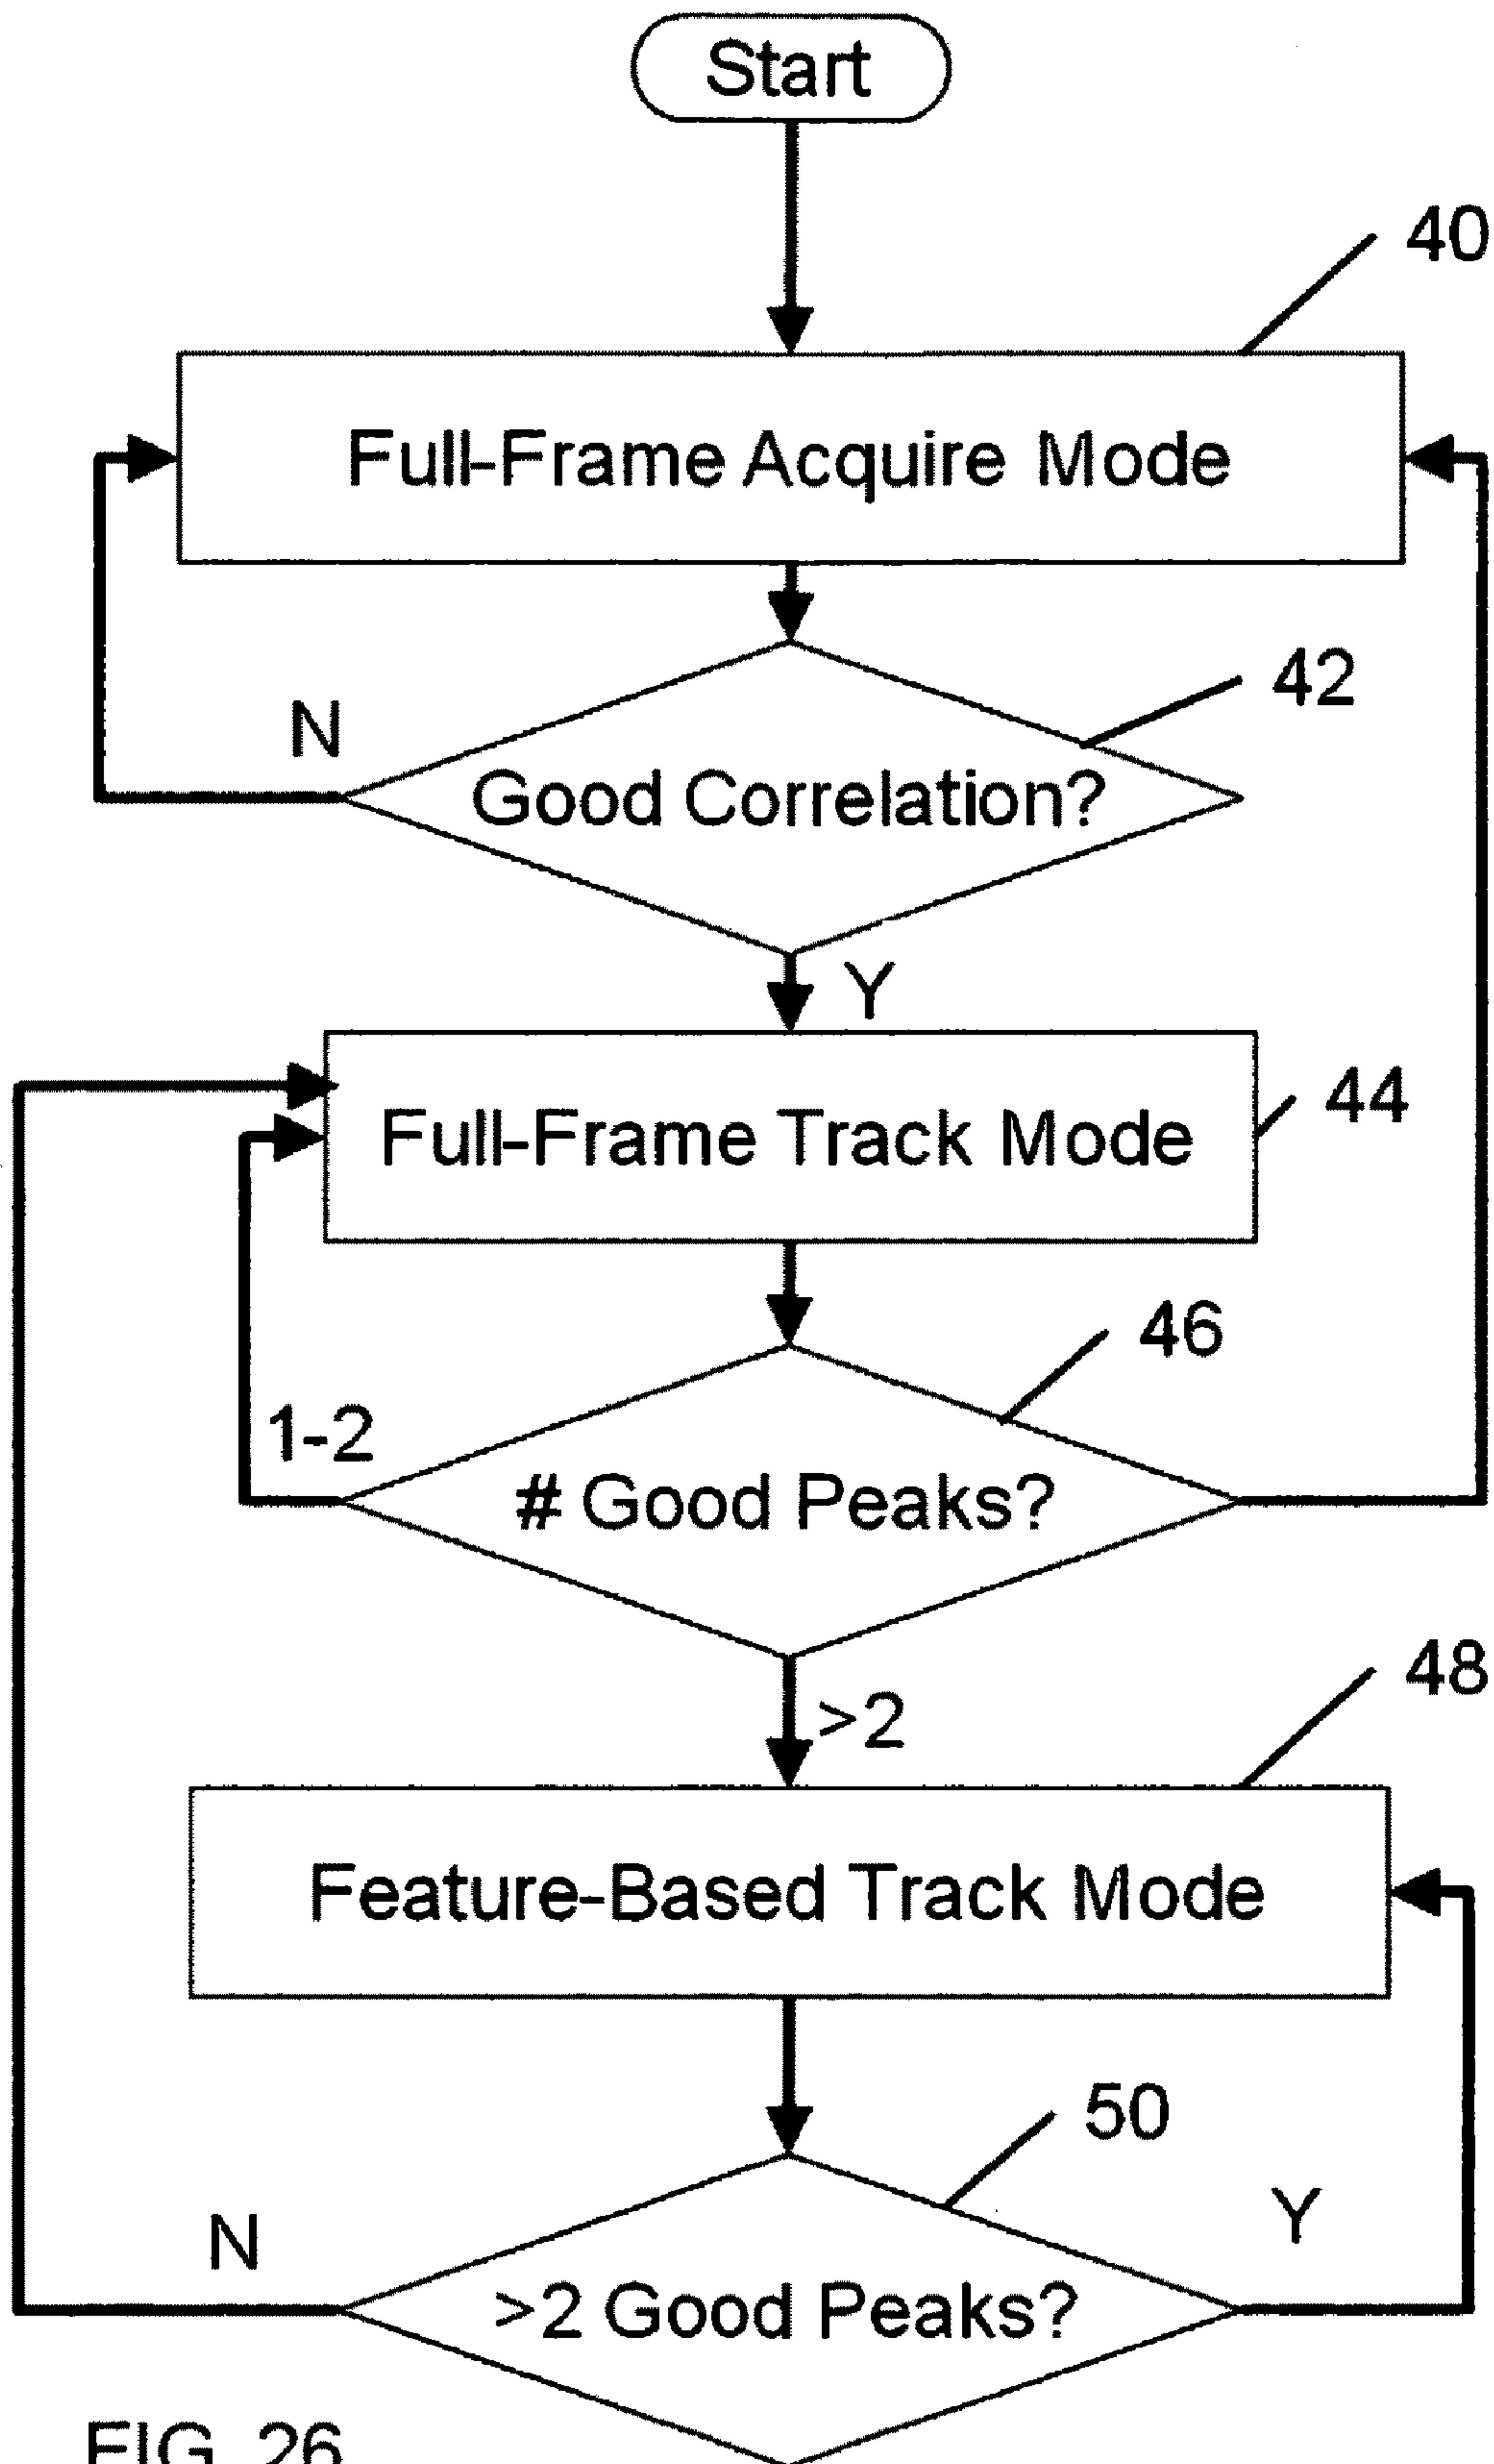 Start
40
Full-Frame Acquire Mode
42
N
Good Correlation?
Y
44
Full-Frame Track Mode
46
1-2
# Good Peaks?
48
>2
Feature-Based Track Mode
50
N
Y
>2 Good Peaks?
FIG. 26